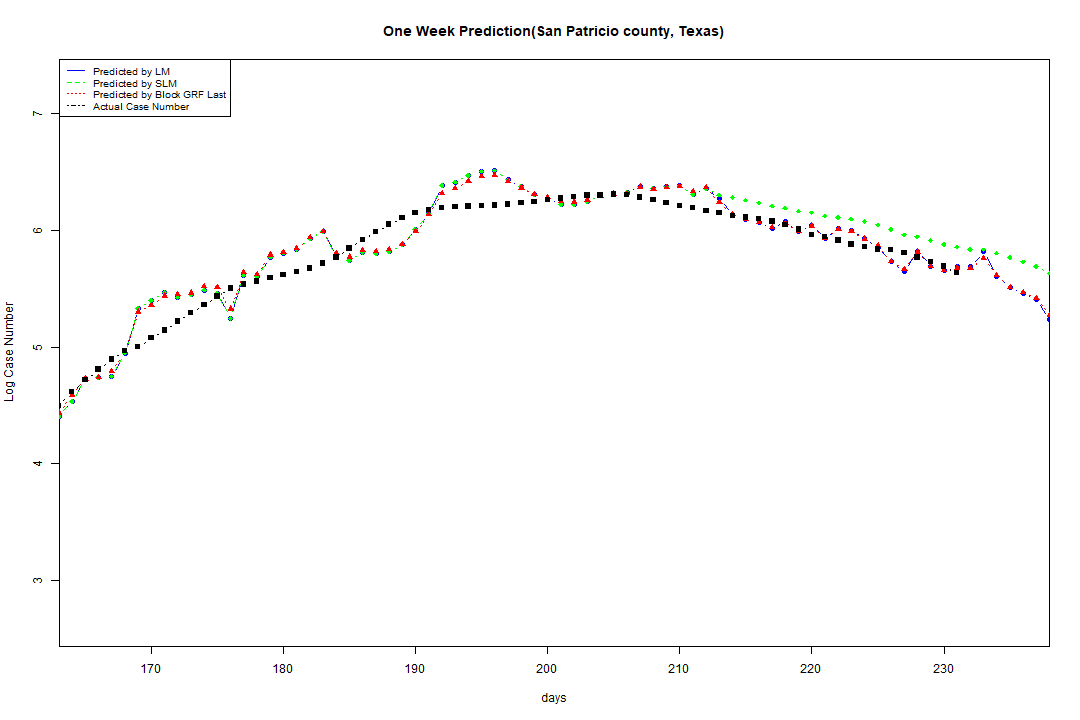 One Week Prediction(San Patricio county, Texas)
Predicted by LM
Predicted by SLM
Predicted by Block GRF Last
Actual Case Number
7
6
5
4
3
Log Case Number
170 180 190 200 210 220 230
days